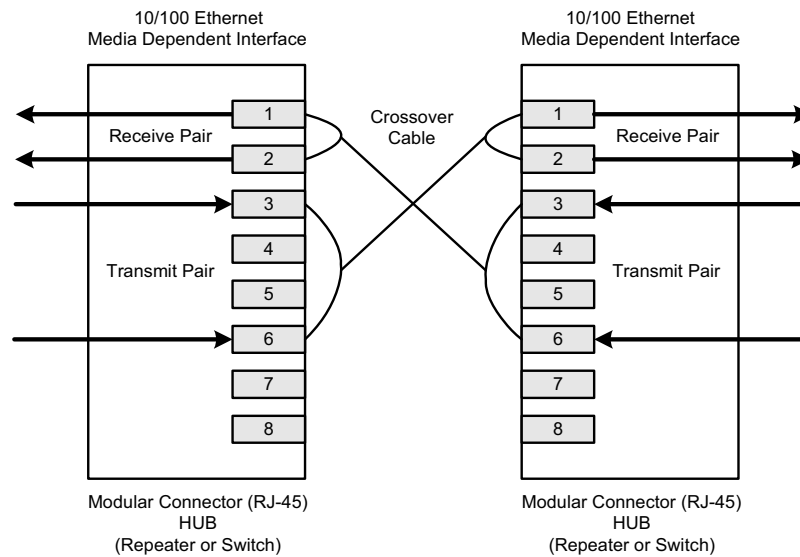 10/100 Ethernet
Media Dependent Interface
10/100 Ethernet
Media Dependent Interface
1
Receive Pair
2
3
4
Transmit Pair
5
6
7
8
Crossover
Cable
1
Receive Pair
2
3
4
Transmit Pair
5
6
7
8
Modular Connector (RJ-45)
HUB
(Repeater or Switch)
Modular Connector (RJ-45)
HUB
(Repeater or Switch)